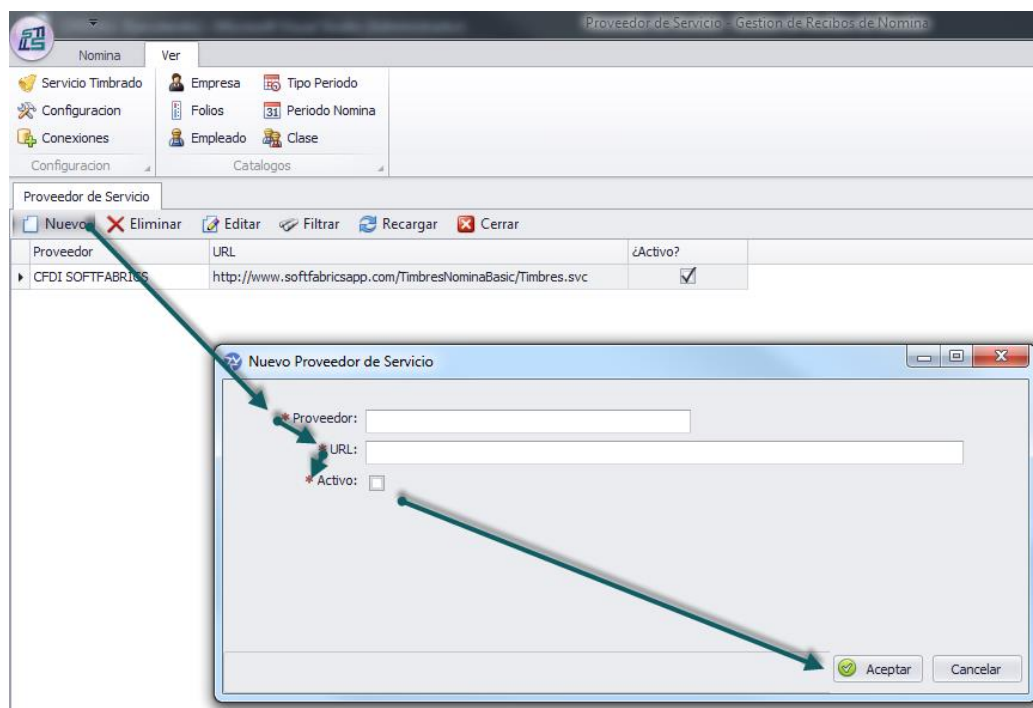 Proveedor de Servicio - Gestion de Recibos de Nomina
Nomina Ver
Servicio Timbrado Empresa Tipo Periodo
Configuracion Folios Periodo Nomina
Conexiones Empleado Clase
Configuracion Catalogos
Proveedor de Servicio
Nuevo Eliminar Editar Filtrar Recargar Cerrar
Proveedor URL ¿Activo?
CFDI SOFTFABRICS http://www.softfabricsapp.com/TimbresNominaBasic/Timbres.svc
Nuevo Proveedor de Servicio
* Proveedor:
* URL:
* Activo:
Aceptar Cancelar